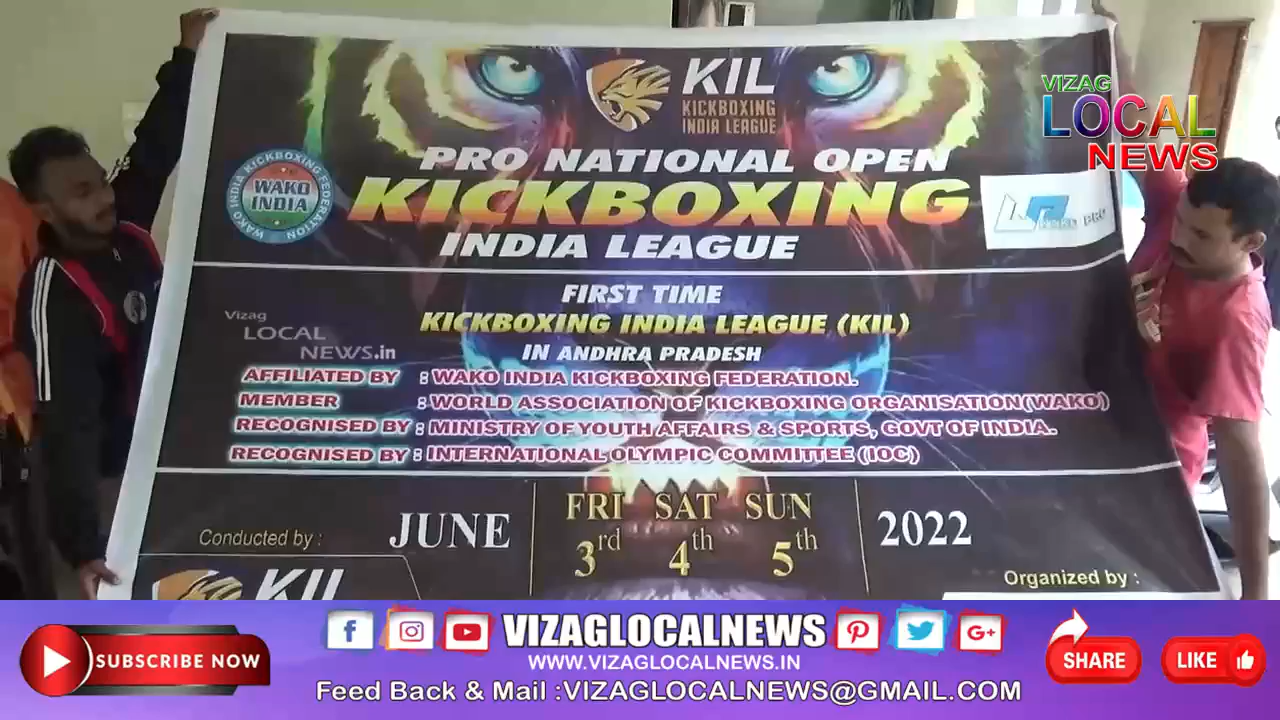 KIL
KICKBOXING
INDIA LEAGUE
VIZAG
LOCAL
NEWS
PRO NATIONAL OPEN
KICKBOXING
INDIA LEAGUE
WAKO INDIA KICKBOXING FEDERATION
WAKO
INDIA
PRO
FIRST TIME
KICKBOXING INDIA LEAGUE (KIL)
IN ANDHRA PRADESH
Vizag
LOCAL
NEWS.in
AFFILIATED BY : WAKO INDIA KICKBOXING FEDERATION.
MEMBER : WORLD ASSOCIATION OF KICKBOXING ORGANISATION(WAKO)
RECOGNISED BY : MINISTRY OF YOUTH AFFAIRS & SPORTS, GOVT OF INDIA.
RECOGNISED BY : INTERNATIONAL OLYMPIC COMMITTEE (IOC)
JUNE FRI SAT SUN 2022
3rd 4th 5th
Conducted by :
Organized by :
KIL
SUBSCRIBE NOW
VIZAGLOCALNEWS
WWW.VIZAGLOCALNEWS.IN
Feed Back & Mail :VIZAGLOCALNEWS@GMAIL.COM
SHARE
LIKE